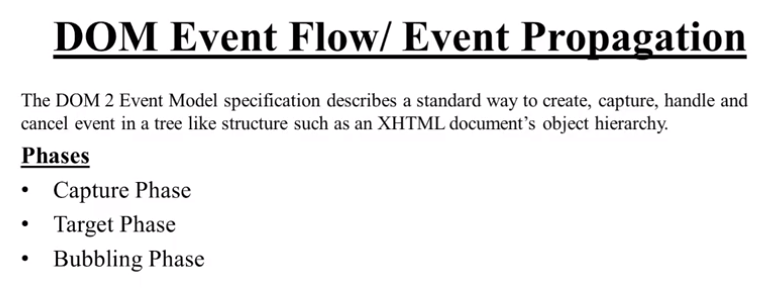 DOM Event Flow/ Event Propagation
The DOM 2 Event Model specification describes a standard way to create, capture, handle and
cancel event in a tree like structure such as an XHTML document's object hierarchy.
Phases
• Capture Phase
• Target Phase
• Bubbling Phase